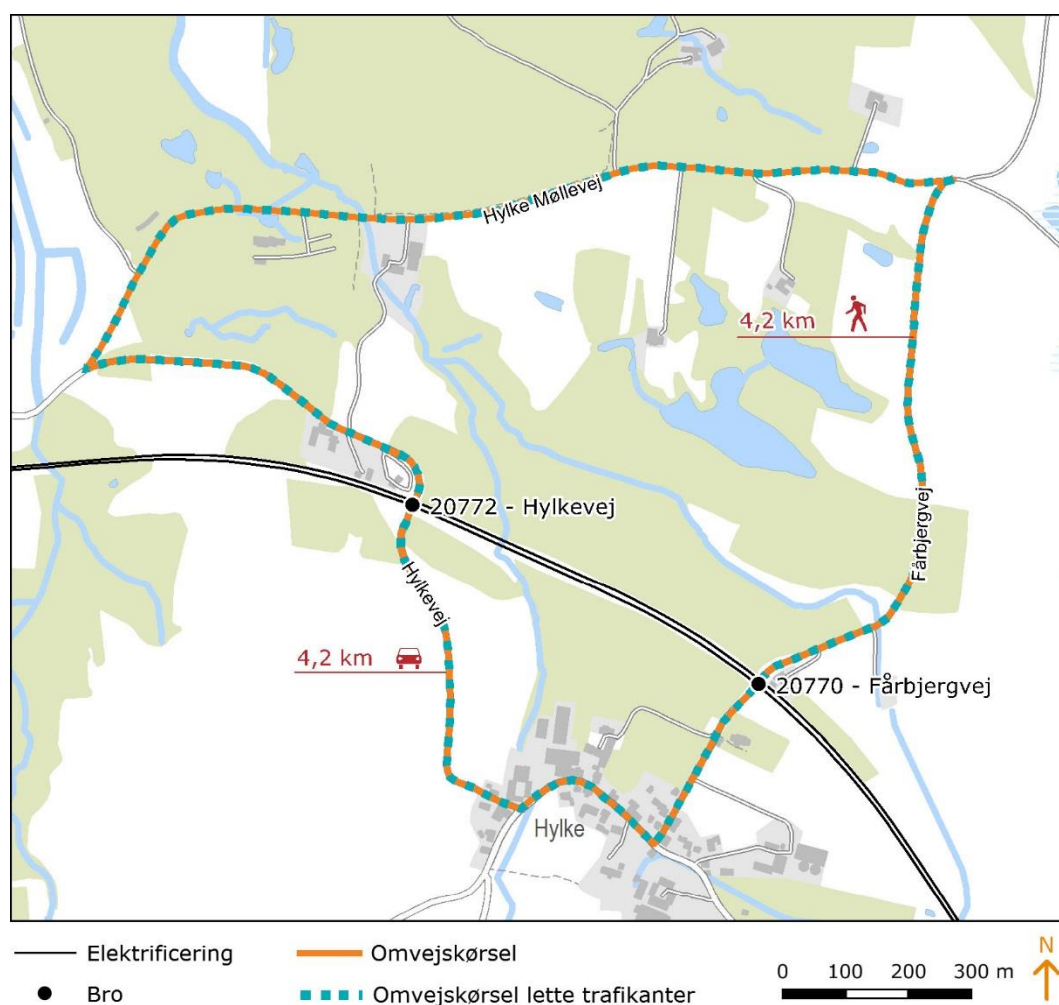 Hylke Møllevej
4,2 km
20772 - Hylkevej
Fårbjergvej
Hylkevej
4,2 km
20770 - Fårbjergvej
Hylke
Elektrificering
Omvejskørsel
N
Bro
Omvejskørsel lette trafikanter
0 100 200 300 m